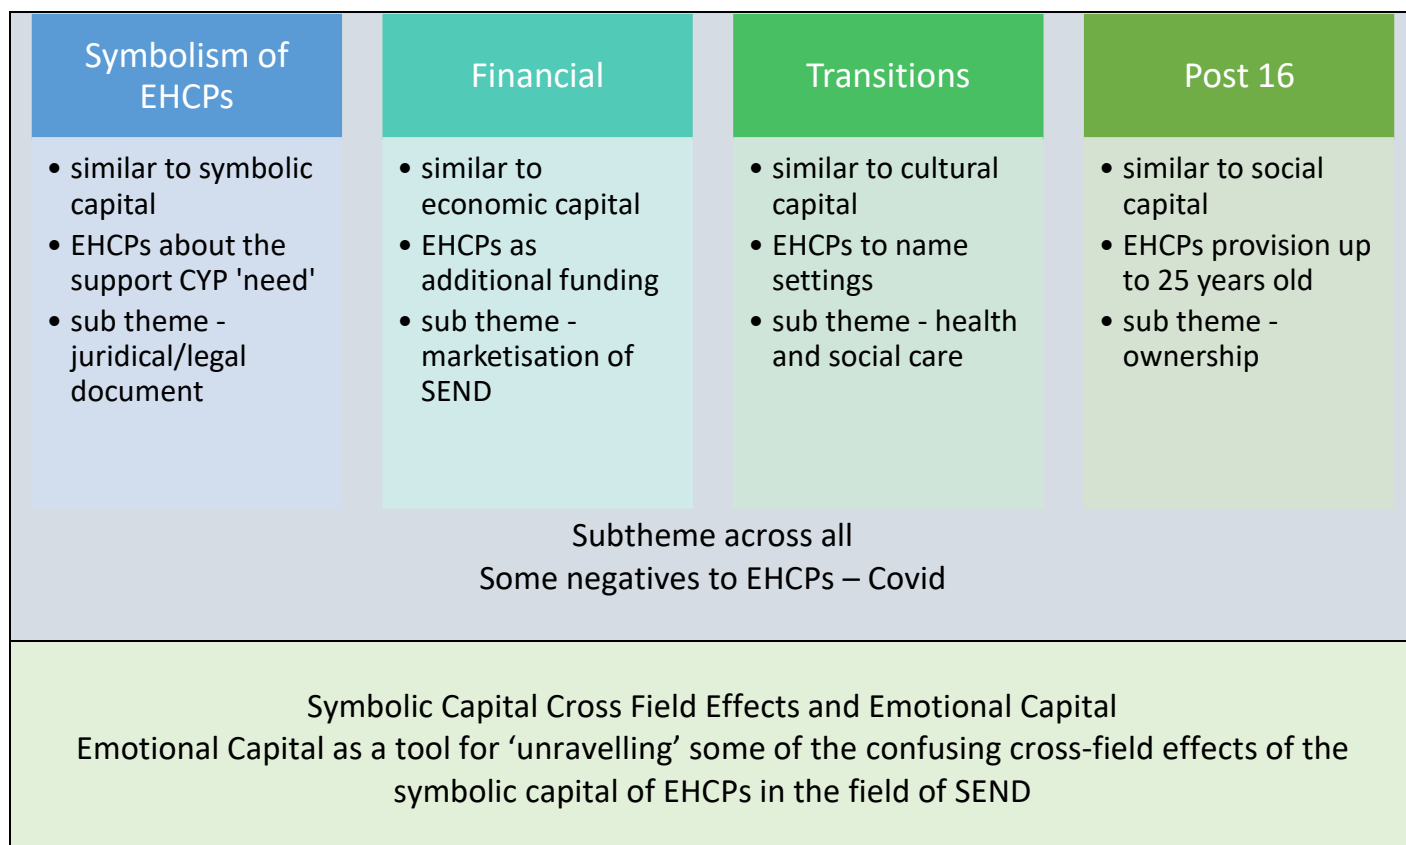 Symbolism of
EHCPs
• similar to symbolic
capital
• EHCPs about the
support CYP 'need'
• sub theme -
juridical/legal
document
Financial
• similar to
economic capital
• EHCPs as
additional funding
• sub theme -
marketisation of
SEND
Transitions
• similar to cultural
capital
• EHCPs to name
settings
• sub theme - health
and social care
Post 16
• similar to social
capital
• EHCPs provision up
to 25 years old
• sub theme -
ownership
Subtheme across all
Some negatives to EHCPs – Covid
Symbolic Capital Cross Field Effects and Emotional Capital
Emotional Capital as a tool for ‘unravelling’ some of the confusing cross-field effects of the
symbolic capital of EHCPs in the field of SEND